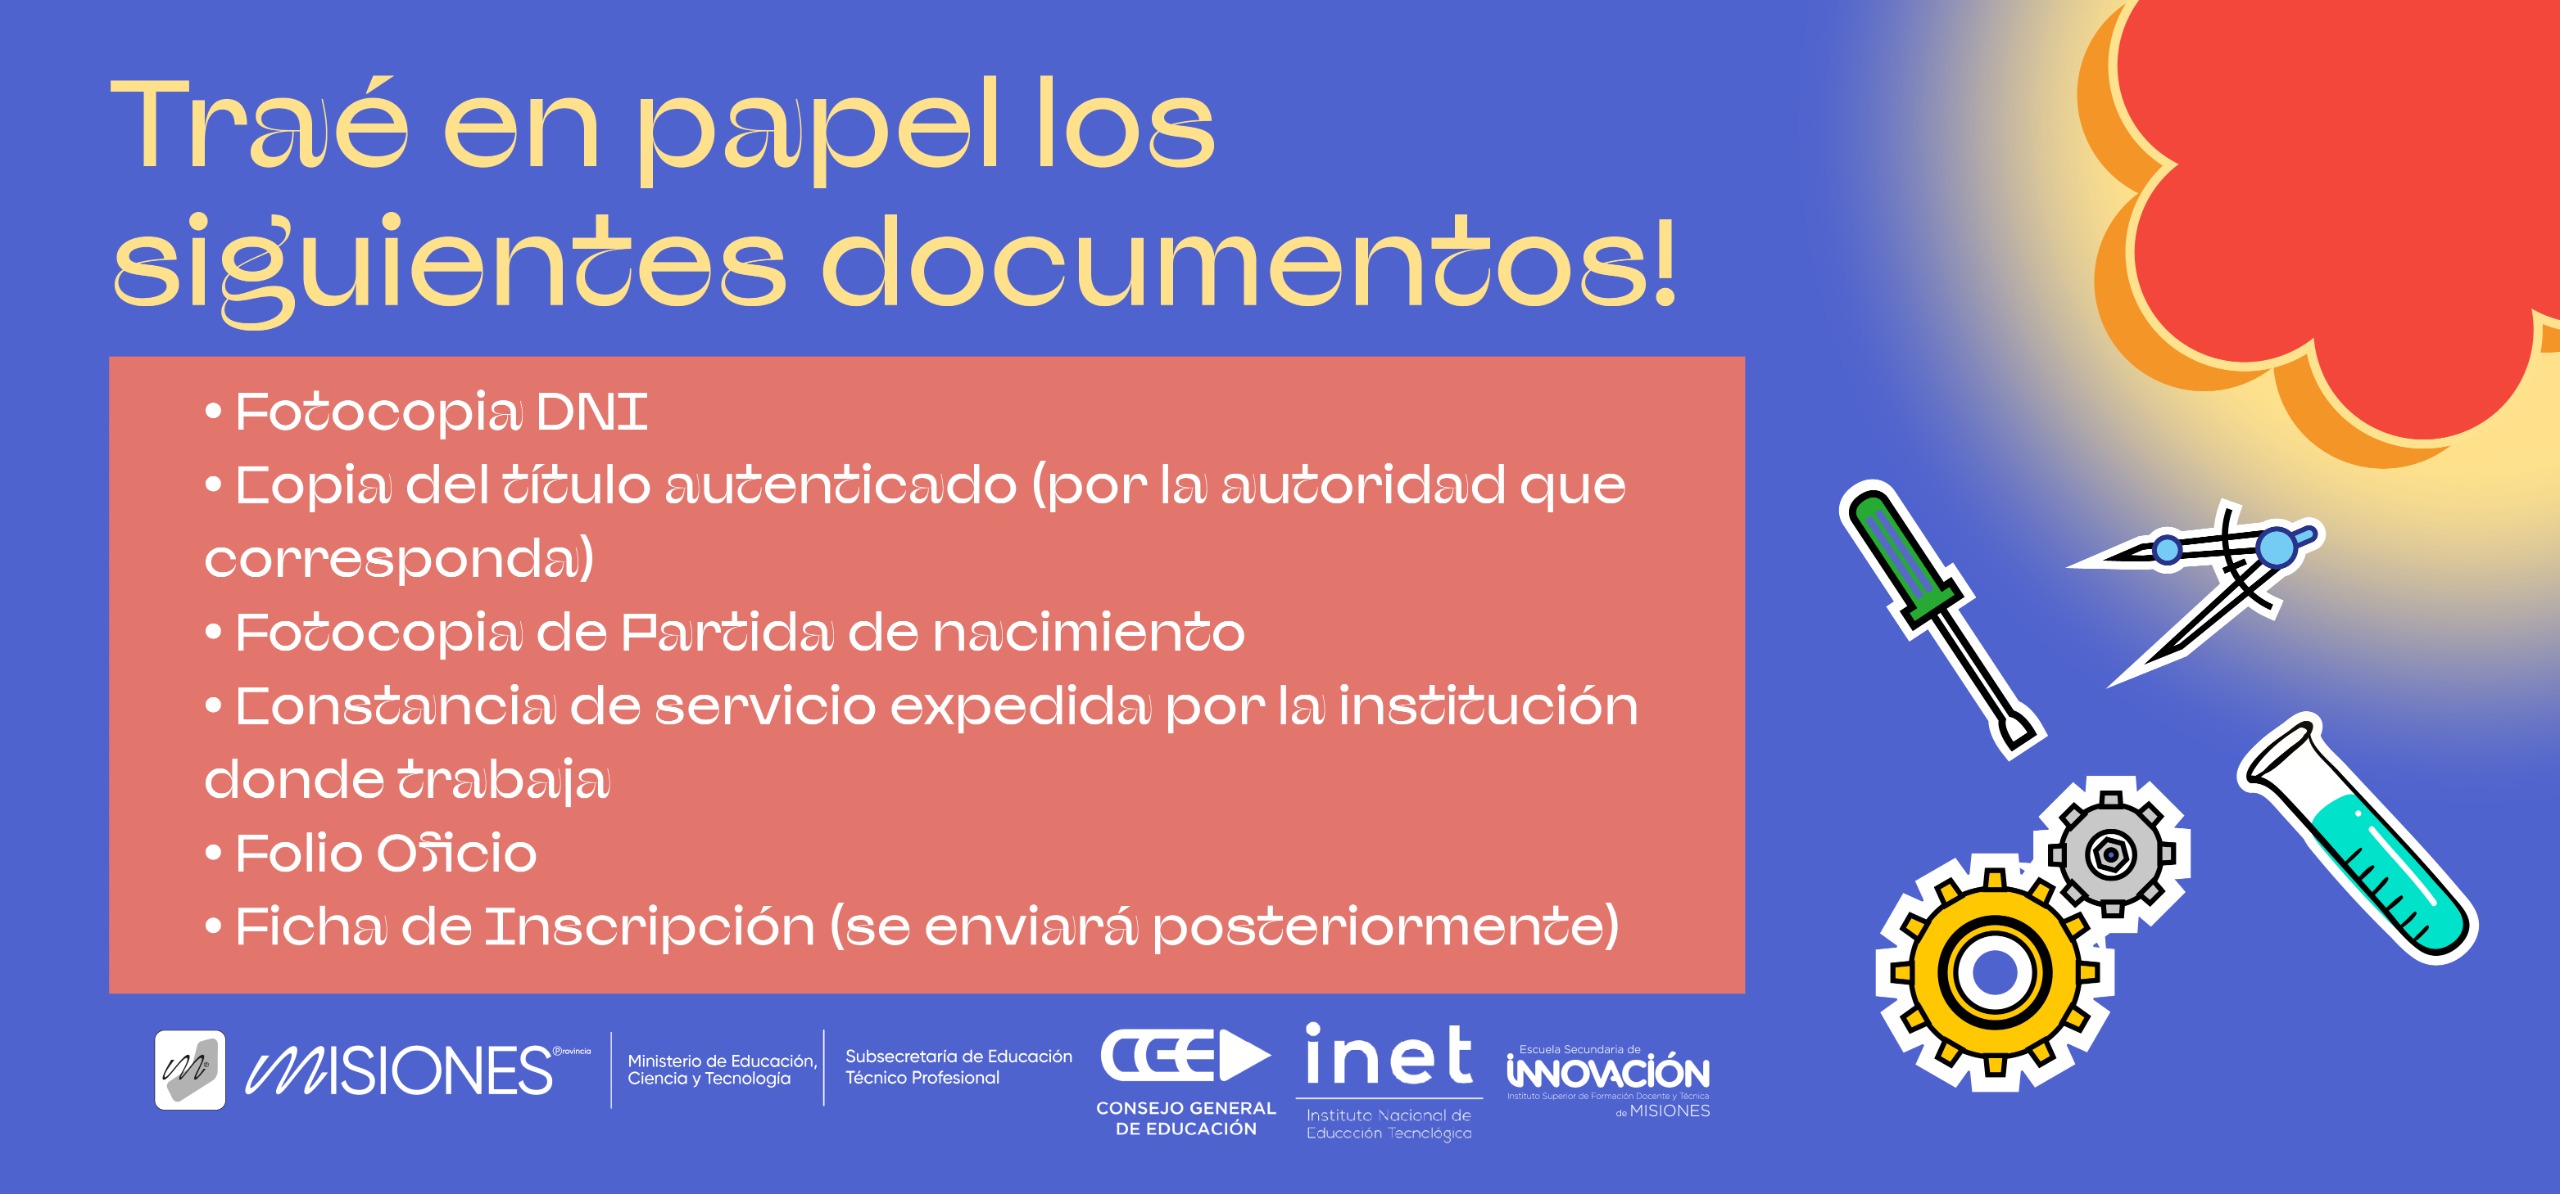 Traé en papel los
siguientes documentos!
• Fotocopia DNI
• Copia del título autenticado (por la autoridad que
corresponda)
• Fotocopia de Partida de nacimiento
• Constancia de servicio expedida por la institución
donde trabaja
• Folio Oficio
• Ficha de Inscripción (se enviará posteriormente)
MISIONES Provincia
Ministerio de Educación,
Ciencia y Tecnología
Subsecretaría de Educación
Técnico Profesional
CGE
CONSEJO GENERAL
DE EDUCACIÓN
inet
Instituto Nacional de
Educación Tecnológica
Escuela Secundaria de
iNNOVACIÓN
Instituto Superior de Formación Docente y Técnica
de MISIONES